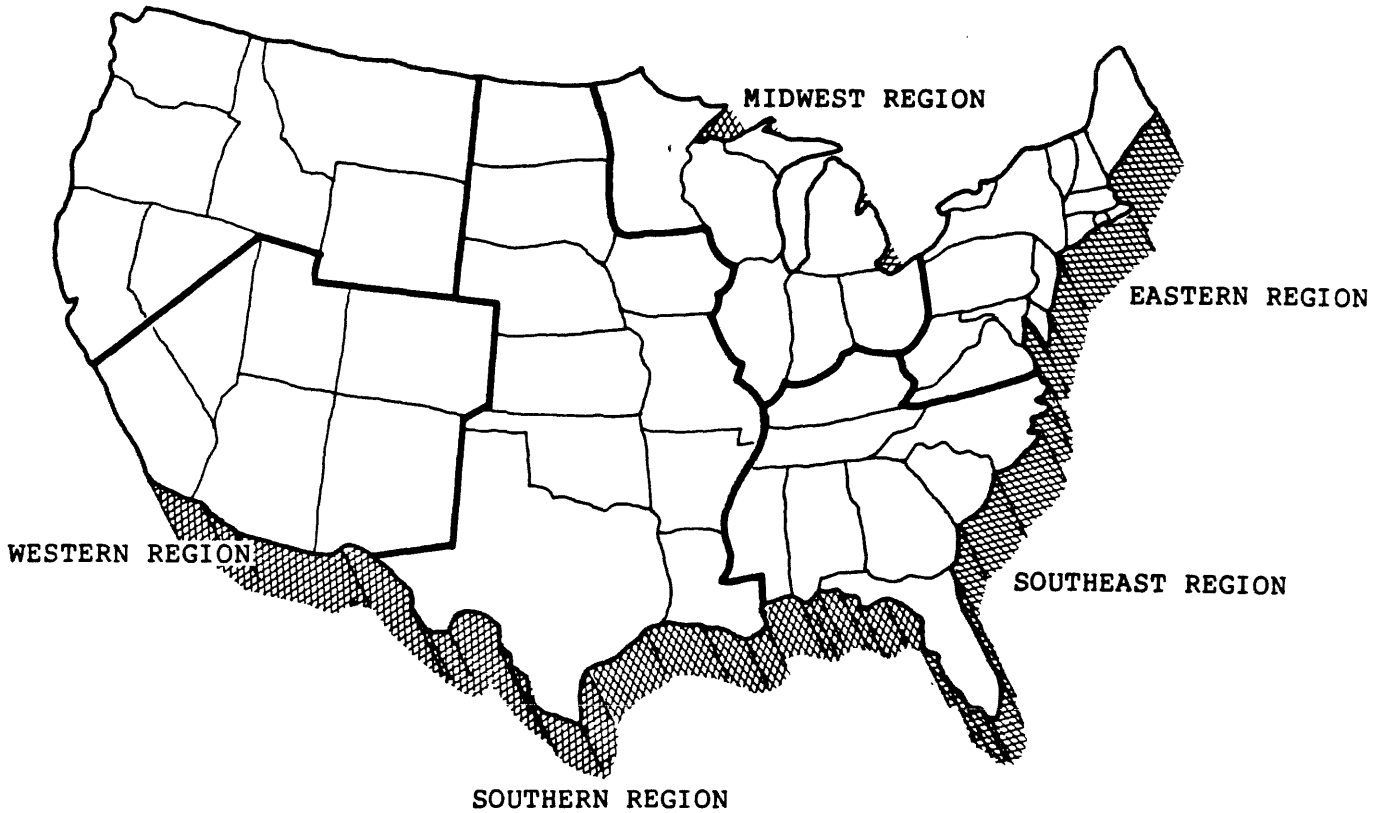 MIDWEST REGION
EASTERN REGION
WESTERN REGION
SOUTHEAST REGION
SOUTHERN REGION